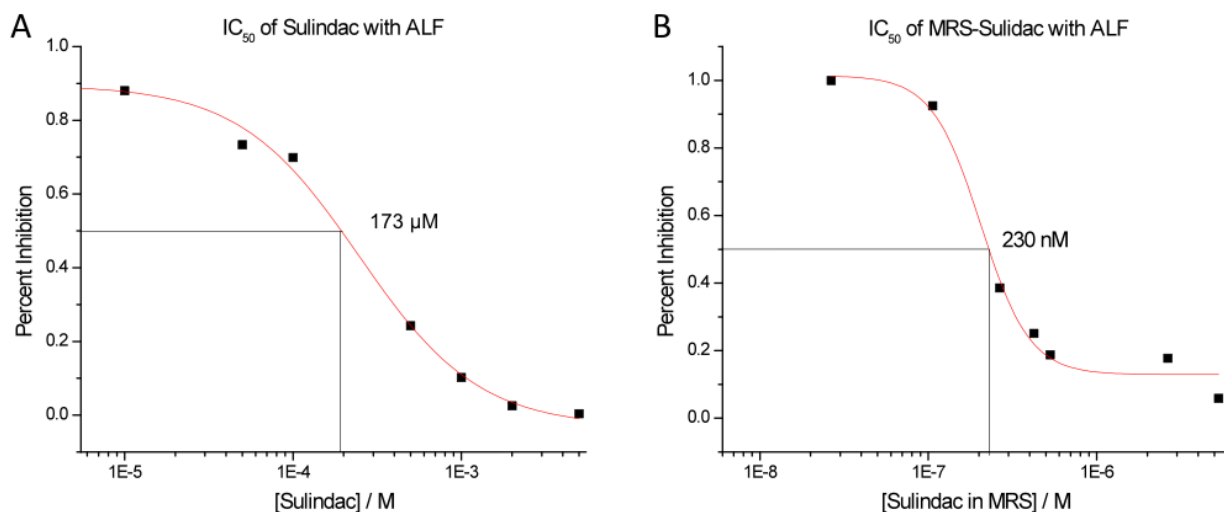 A
IC50 of Sulindac with ALF
1.0
0.8
0.6
0.4
0.2
0.0
Percent Inhibition
173 µM
1E-5
1E-4
1E-3
[Sulindac] / M
B
IC50 of MRS-Sulidac with ALF
1.0
0.8
0.6
0.4
0.2
0.0
Percent Inhibition
230 nM
1E-8
1E-7
1E-6
[Sulindac in MRS] / M